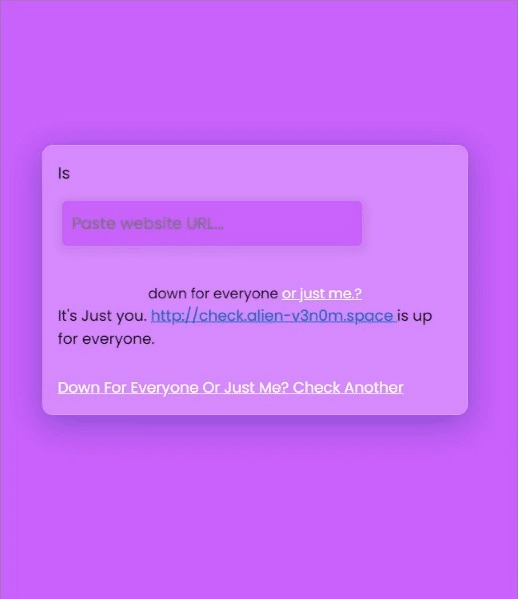 Is
Paste website URL...
down for everyone or just me.?
It's Just you. http://check.alien-v3n0m.space is up
for everyone.
Down For Everyone Or Just Me? Check Another